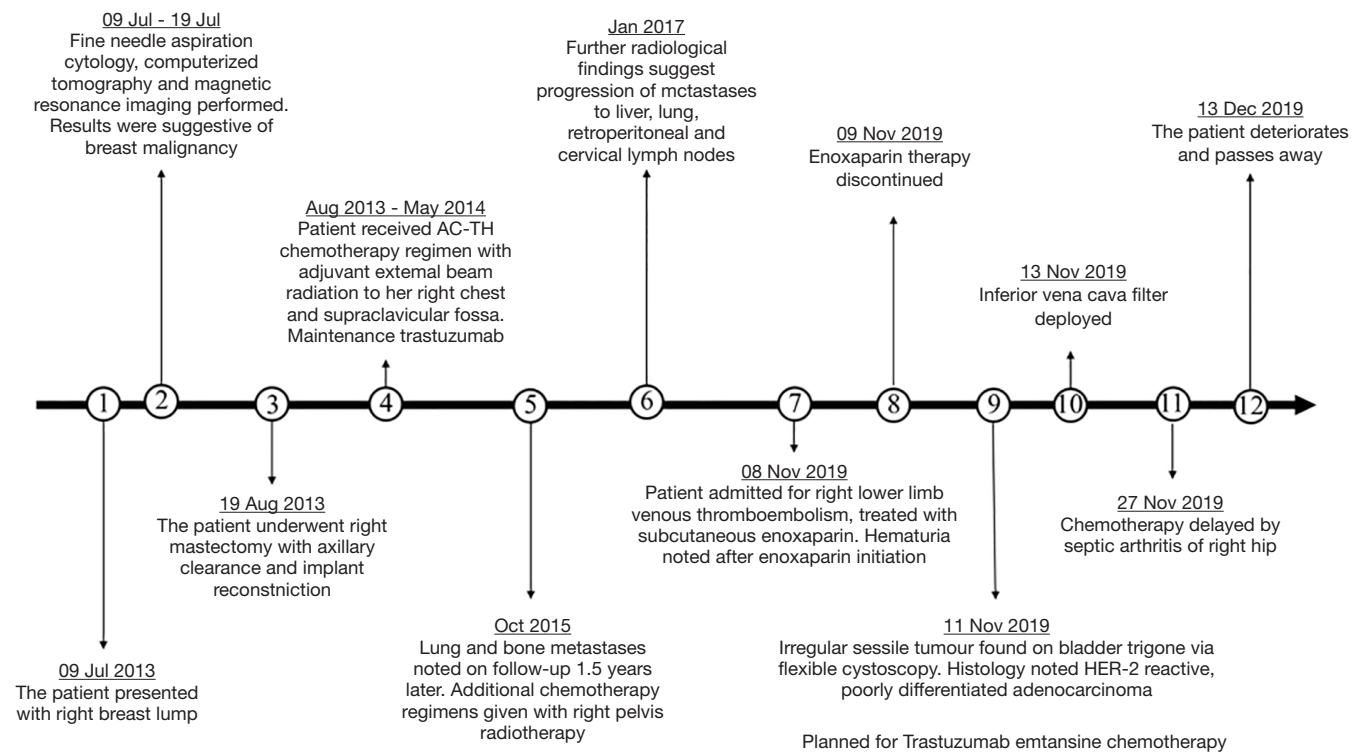 09 Jul - 19 Jul
Fine needle aspiration
cytology, computerized
tomography and magnetic
resonance imaging performed.
Results were suggestive of
breast malignancy
Aug 2013 - May 2014
Patient received AC-TH
chemotherapy regimen with
adjuvant extemal beam
radiation to her right chest
and supraclavicular fossa.
Maintenance trastuzumab
Jan 2017
Further radiological
findings suggest
progression of mctastases
to liver, lung,
retroperitoneal and
cervical lymph nodes
09 Nov 2019
Enoxaparin therapy
discontinued
13 Nov 2019
Inferior vena cava filter
deployed
13 Dec 2019
The patient deteriorates
and passes away
1
2
3
4
5
6
7
8
9
10
11
12
09 Jul 2013
The patient presented
with right breast lump
19 Aug 2013
The patient underwent right
mastectomy with axillary
clearance and implant
reconstniction
Oct 2015
Lung and bone metastases
noted on follow-up 1.5 years
later. Additional chemotherapy
regimens given with right pelvis
radiotherapy
08 Nov 2019
Patient admitted for right lower limb
venous thromboembolism, treated with
subcutaneous enoxaparin. Hematuria
noted after enoxaparin initiation
11 Nov 2019
Irregular sessile tumour found on bladder trigone via
flexible cystoscopy. Histology noted HER-2 reactive,
poorly differentiated adenocarcinoma
Planned for Trastuzumab emtansine chemotherapy
27 Nov 2019
Chemotherapy delayed by
septic arthritis of right hip